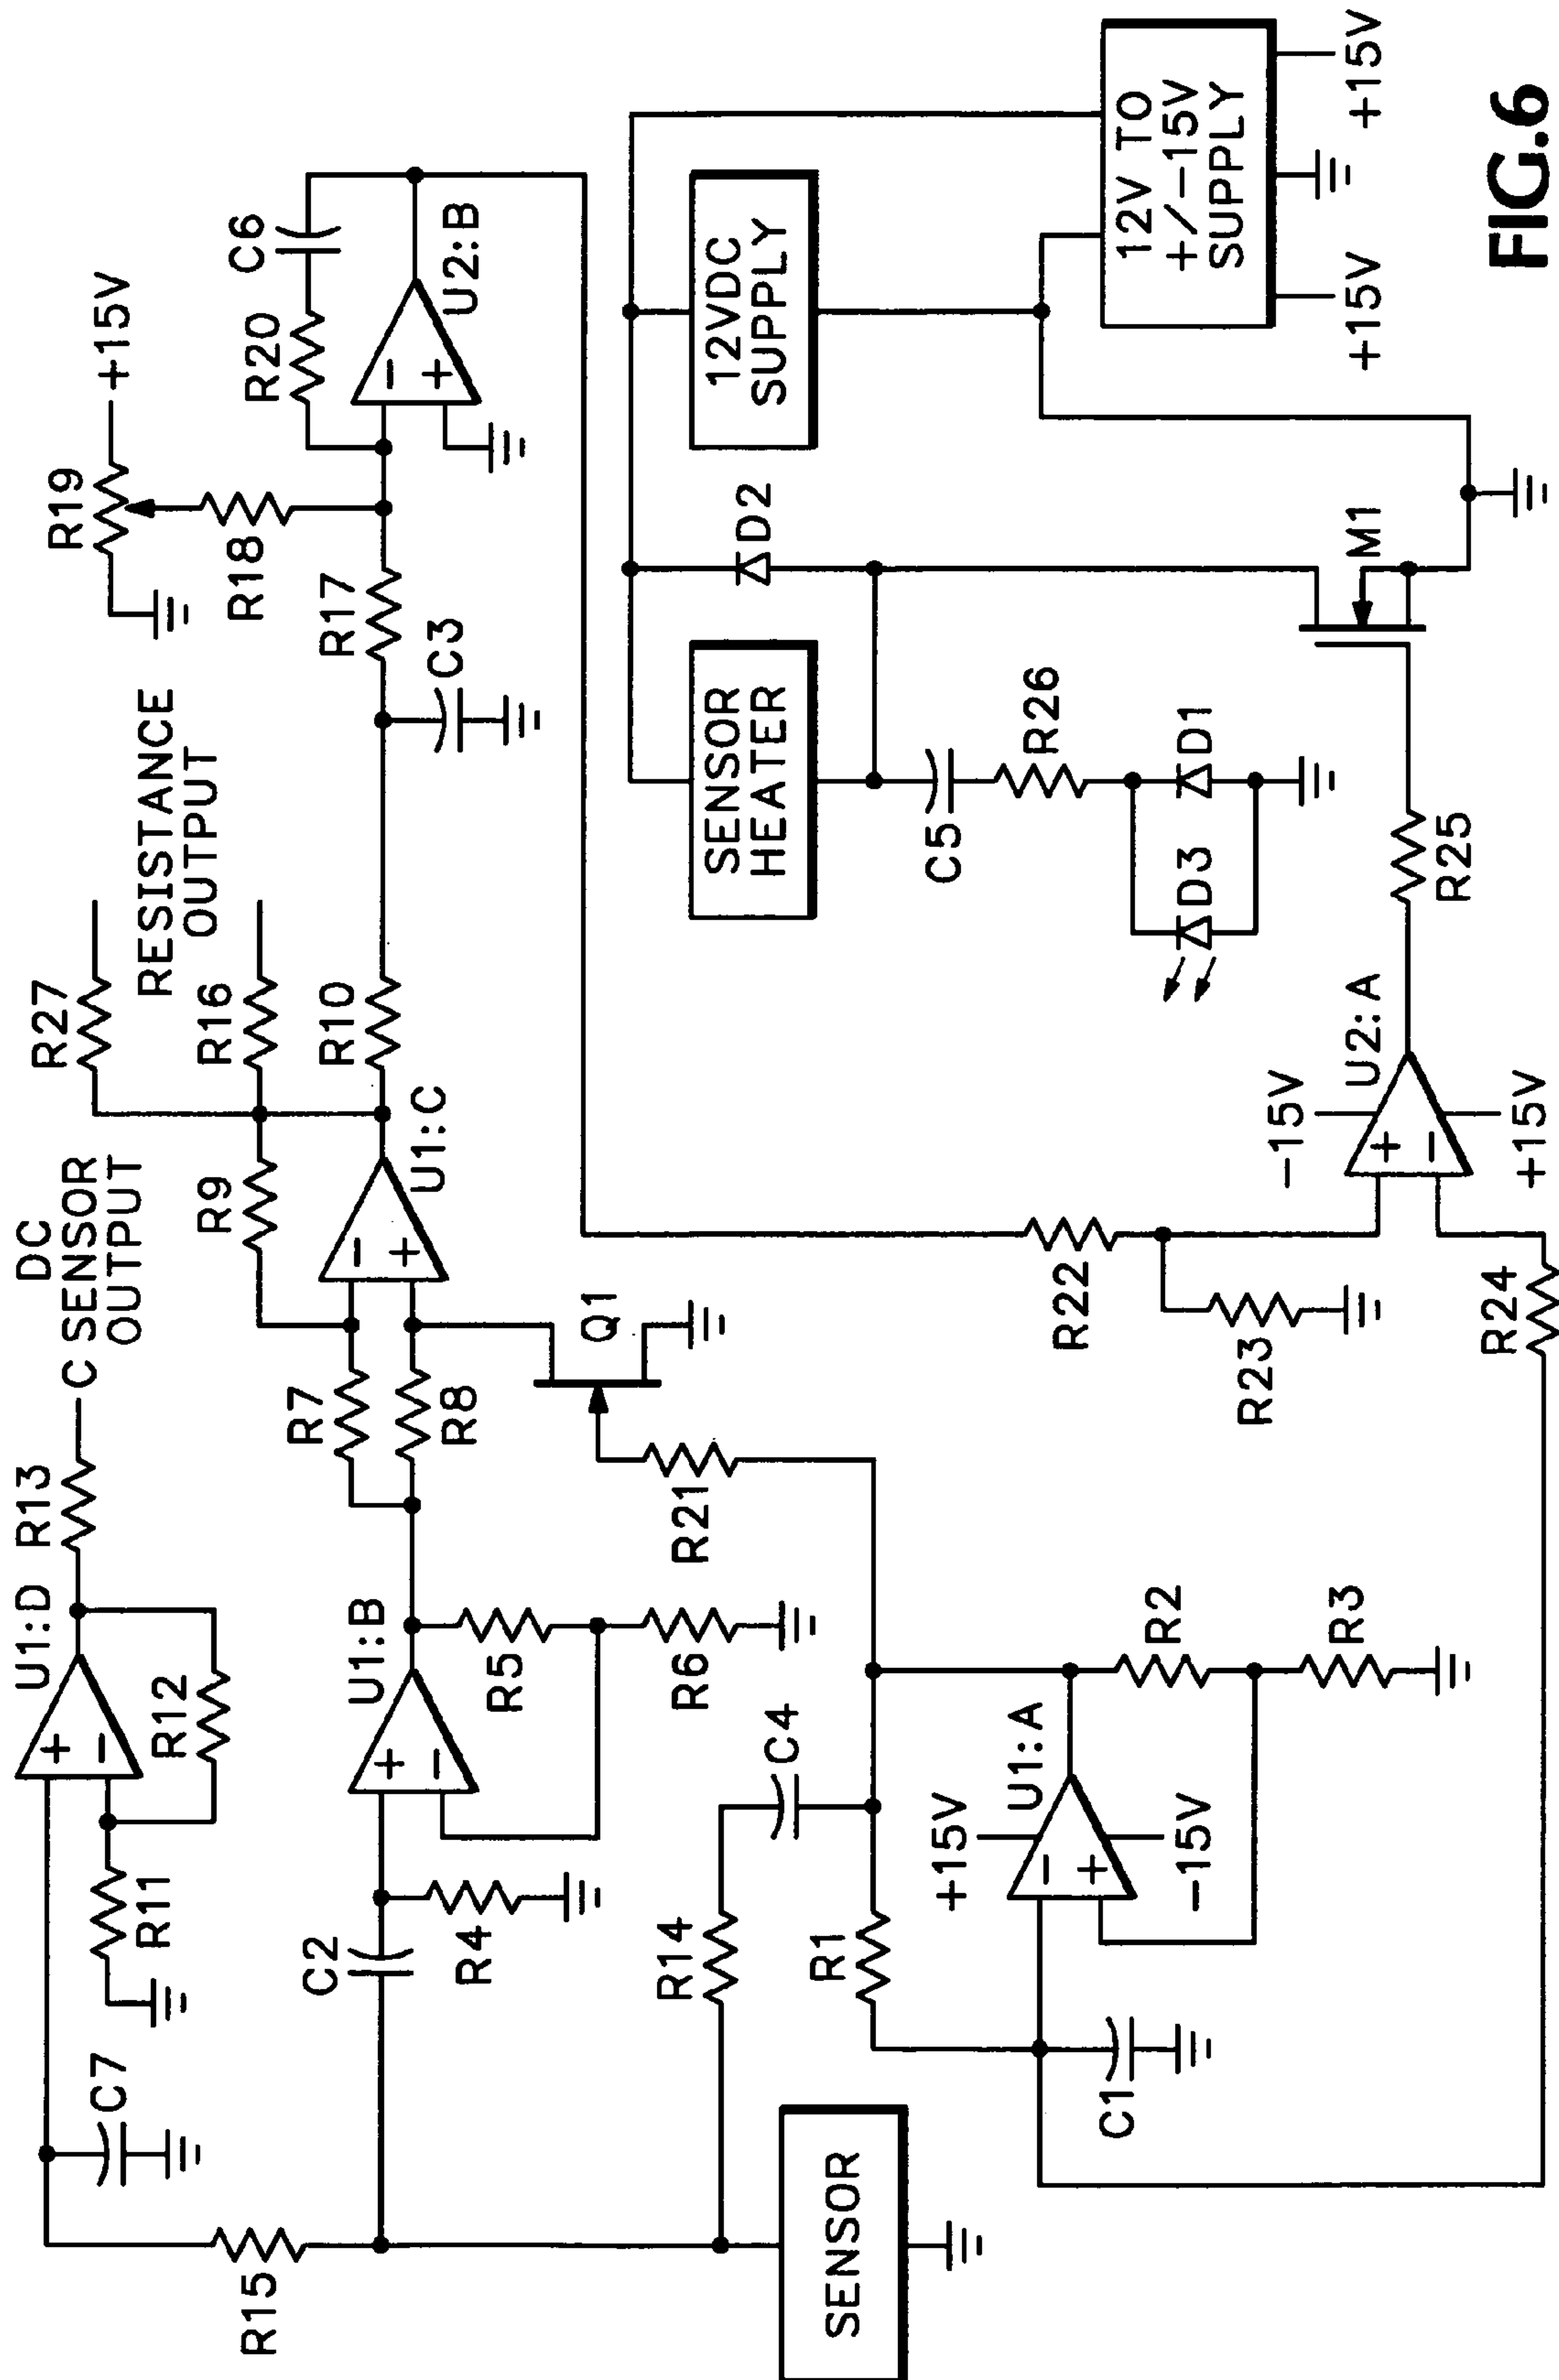 DC
C SENSOR
OUTPUT
RESISTANCE
OUTPUT
U1:D
R13
R27
R19
+15V
R12
R11
C7
R15
R9
R16
R18
C6
R20
U2:B
U1:B
R7
R8
U1:C
R10
R17
C3
C2
R4
R5
R6
Q1
R21
R14
C4
R1
+15V
U1:A
-15V
R2
R3
C1
SENSOR
R22
R23
R24
-15V
U2:A
+15V
R25
SENSOR
HEATER
D2
12VDC
SUPPLY
C5
R26
D3
D1
M1
12V TO
+/-15V
SUPPLY
+15V
+15V
FIG.6
+
-
+
-
-
+
-
+
-
+
+
-